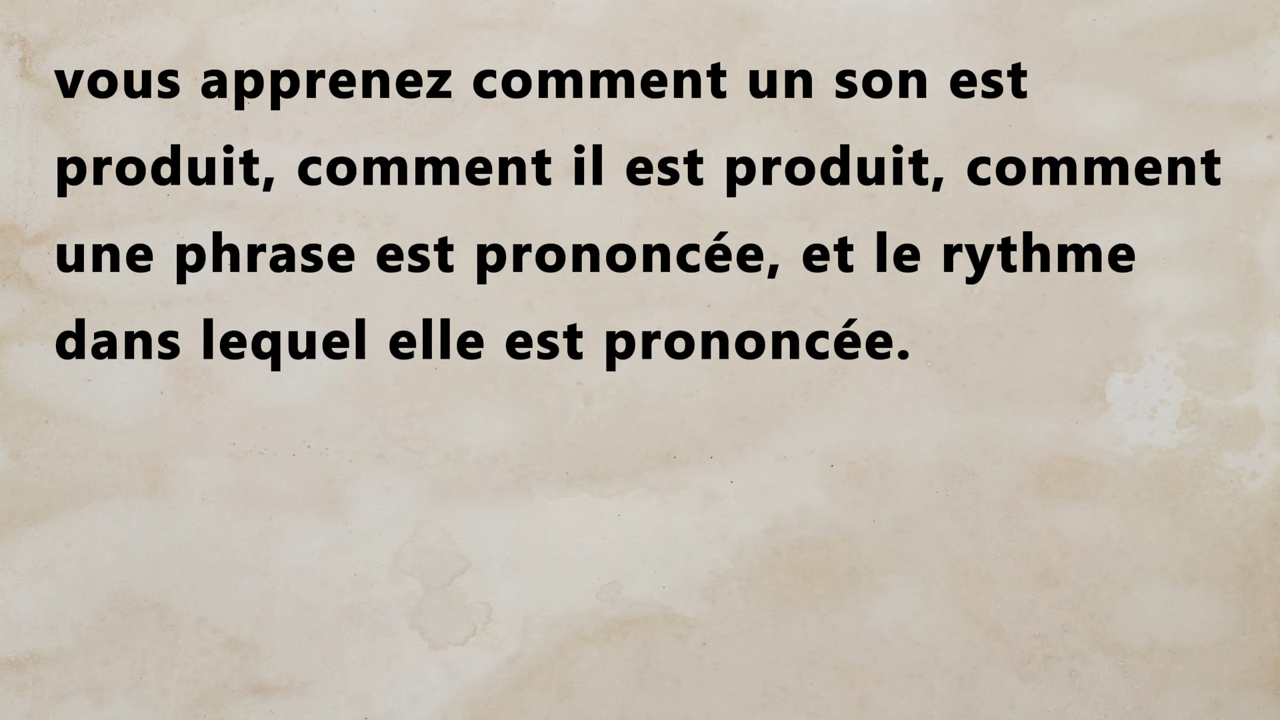 vous apprenez comment un son est
produit, comment il est produit, comment
une phrase est prononcée, et le rythme
dans lequel elle est prononcée.